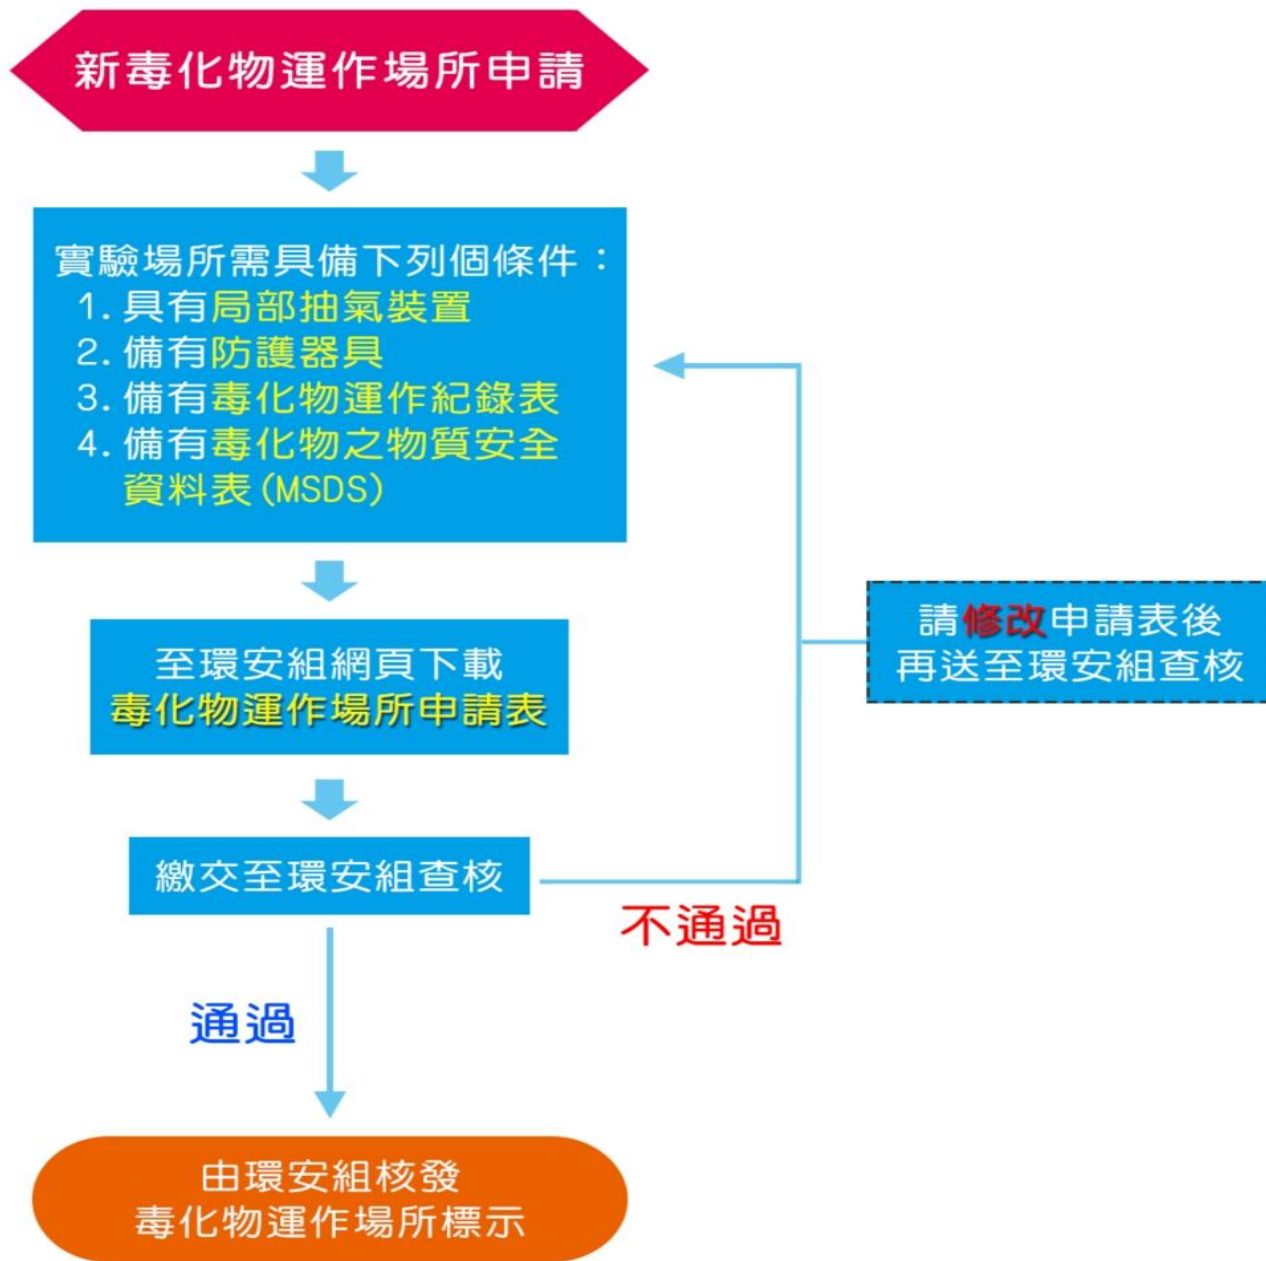 新毒化物運作場所申請
實驗場所需具備下列個條件：
1. 具有局部抽氣裝置
2. 備有防護器具
3. 備有毒化物運作紀錄表
4. 備有毒化物之物質安全
資料表(MSDS)
至環安組網頁下載
毒化物運作場所申請表
繳交至環安組查核
不通過
請修改申請表後
再送至環安組查核
通過
由環安組核發
毒化物運作場所標示